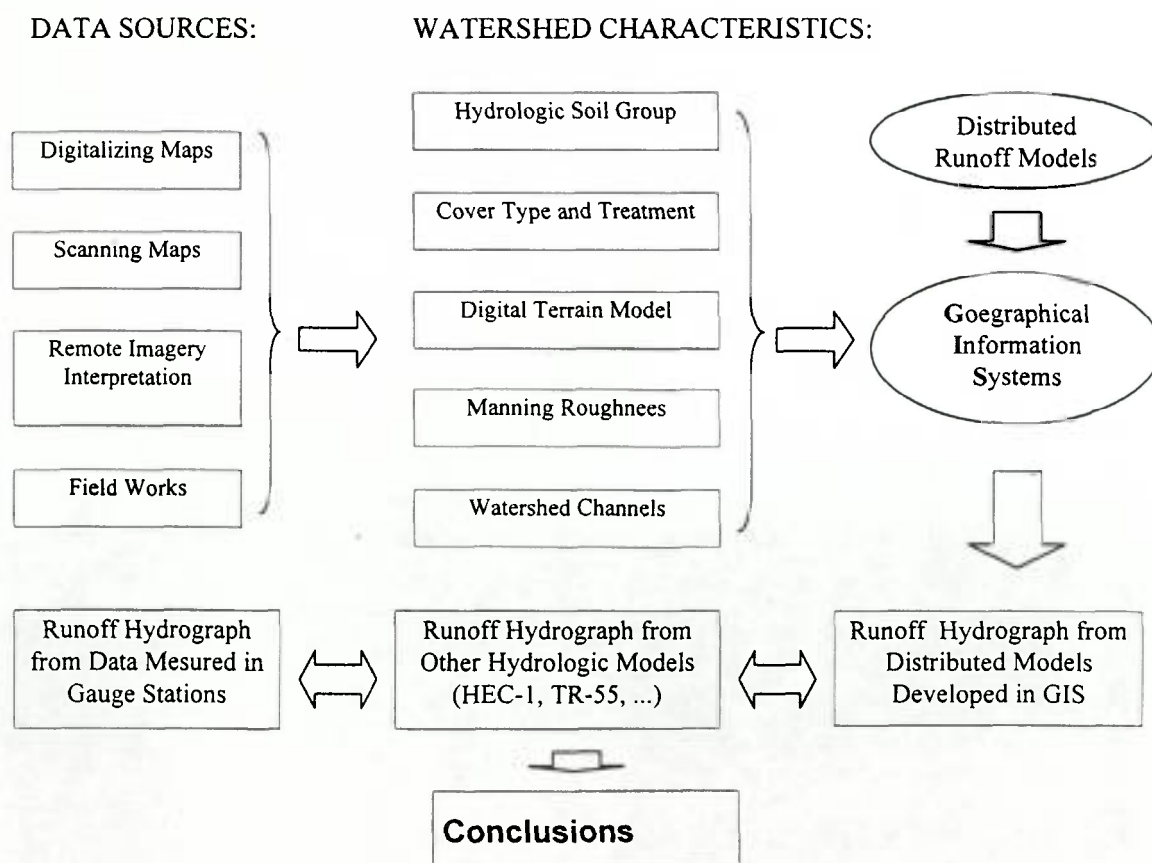 DATA SOURCES:
WATERSHED CHARACTERISTICS:
Digitalizing Maps
Scanning Maps
Remote Imagery
Interpretation
Field Works
Hydrologic Soil Group
Cover Type and Treatment
Digital Terrain Model
Manning Roughnees
Watershed Channels
Distributed
Runoff Models
Goegraphical
Information
Systems
Runoff Hydrograph
from Data Mesured in
Gauge Stations
Runoff Hydrograph from
Other Hydrologic Models
(HEC-1, TR-55, ...)
Runoff Hydrograph from
Distributed Models
Developed in GIS
Conclusions